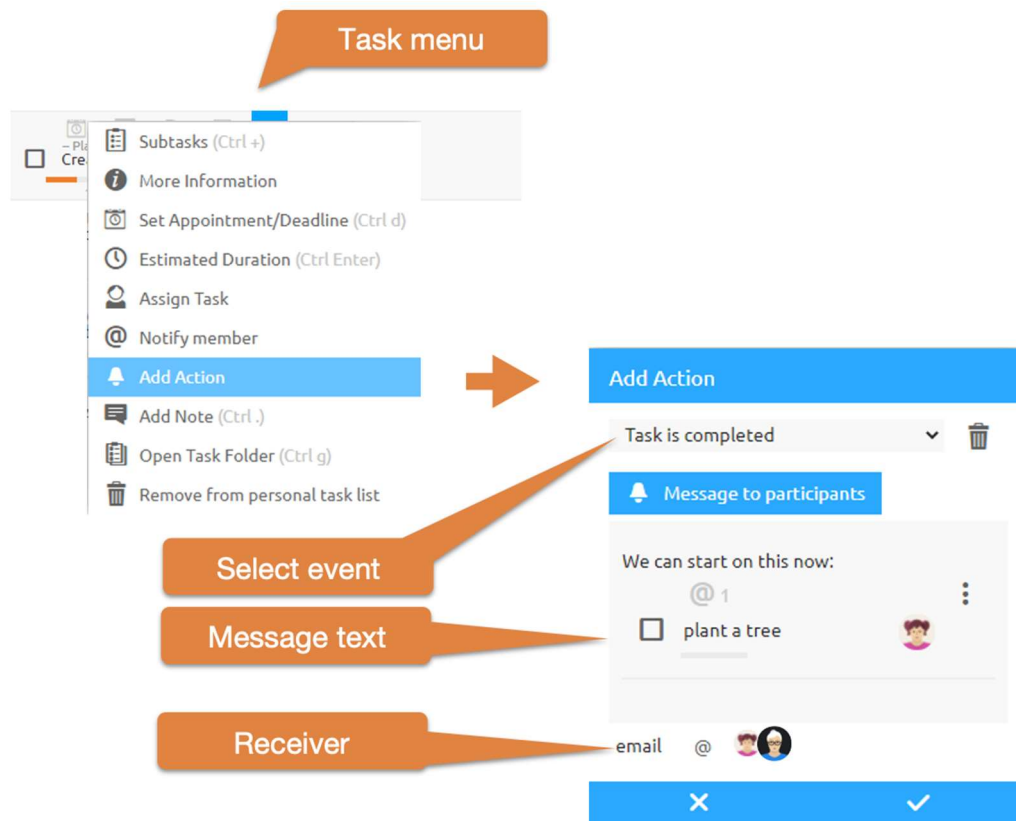 Task menu
– Pla
Crea
Subtasks (Ctrl +)
More Information
Set Appointment/Deadline (Ctrl d)
Estimated Duration (Ctrl Enter)
Assign Task
@ Notify member
Add Action
Add Note (Ctrl .)
Open Task Folder (Ctrl g)
Remove from personal task list
Add Action
Task is completed
Message to participants
Select event
We can start on this now:
@ 1
Message text
plant a tree
Receiver
email @